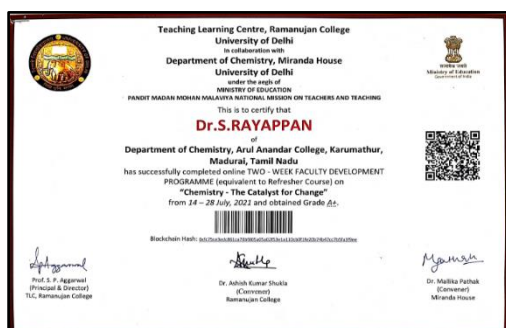 Teaching Learning Centre, Ramanujan College
University of Delhi
in collaboration with
Department of Chemistry, Miranda House
University of Delhi
under the aegis of
MINISTRY OF EDUCATION
PANDIT MADAN MOHAN MALAVIYA NATIONAL MISSION ON TEACHERS AND TEACHING
Ministry of Education
This is to certify that
Dr.S.RAYAPPAN
of
Department of Chemistry, Arul Anandar College, Karumathur,
Madurai, Tamil Nadu
has successfully completed online TWO - WEEK FACULTY DEVELOPMENT
PROGRAMME (equivalent to Refresher Course) on
"Chemistry - The Catalyst for Change"
from 14 – 28 July, 2021 and obtained Grade A+.
Blockchain Hash:
Prof. S. P. Aggarwal
(Principal & Director)
TLC, Ramanujan College
Dr. Ashish Kumar Shukla
(Convener)
Ramanujan College
Dr. Mallika Pathak
(Convener)
Miranda House